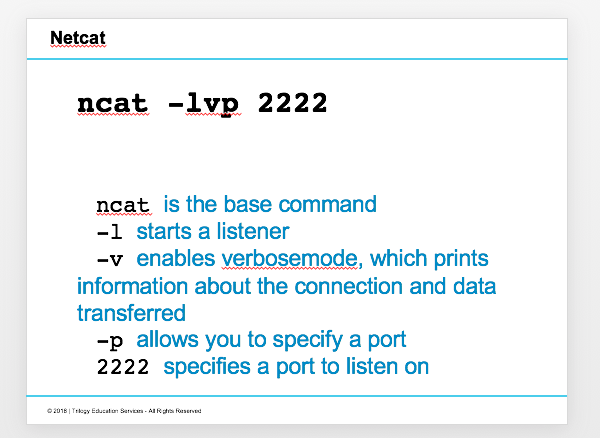 Netcat
ncat -lvp 2222
ncat is the base command
-l starts a listener
-v enables verbosemode, which prints
information about the connection and data
transferred
-p allows you to specify a port
2222 specifies a port to listen on
© 2018 | Trilogy Education Services - All Rights Reserved